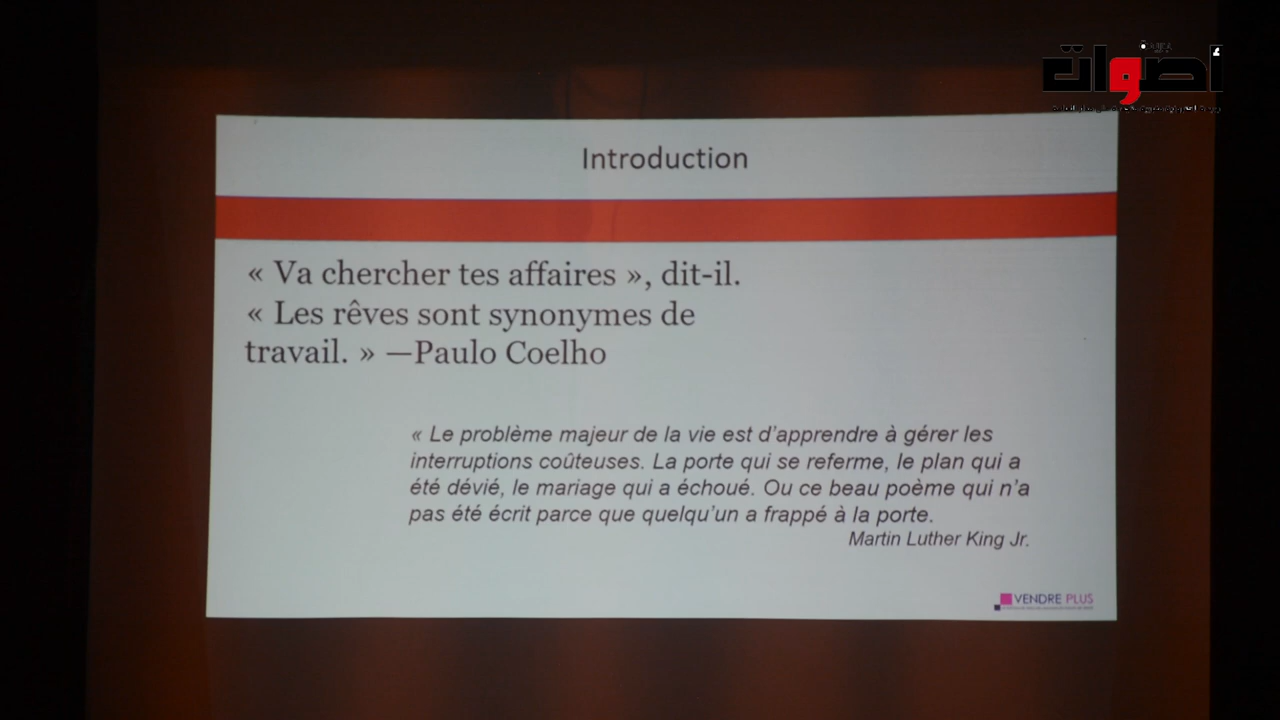 جريدة
أصوات
Introduction
« Va chercher tes affaires », dit-il.
« Les rêves sont synonymes de
travail. » —Paulo Coelho
« Le problème majeur de la vie est d’apprendre à gérer les
interruptions coûteuses. La porte qui se referme, le plan qui a
été dévié, le mariage qui a échoué. Ou ce beau poème qui n’a
pas été écrit parce que quelqu’un a frappé à la porte.
Martin Luther King Jr.
VENDRE PLUS